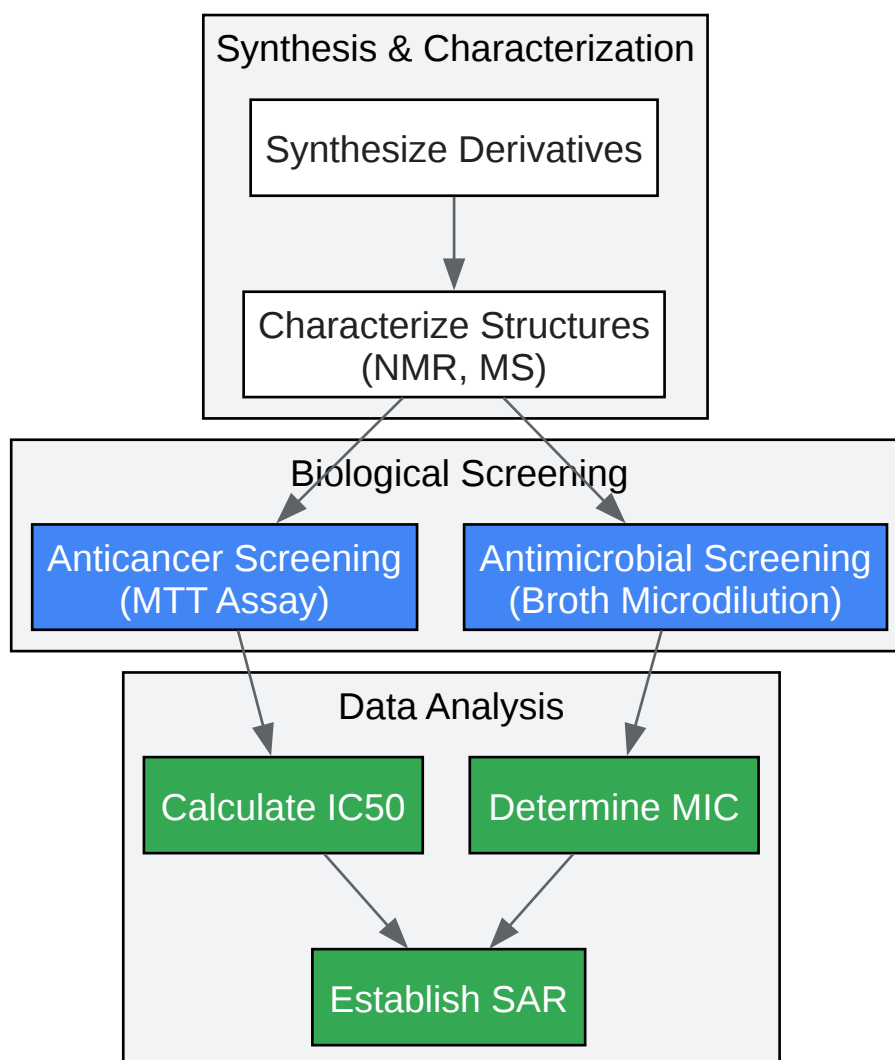 Synthesis & Characterization
Synthesize Derivatives
Characterize Structures
(NMR, MS)
Biological Screening
Anticancer Screening
(MTT Assay)
Antimicrobial Screening
(Broth Microdilution)
Data Analysis
Calculate IC50
Determine MIC
Establish SAR